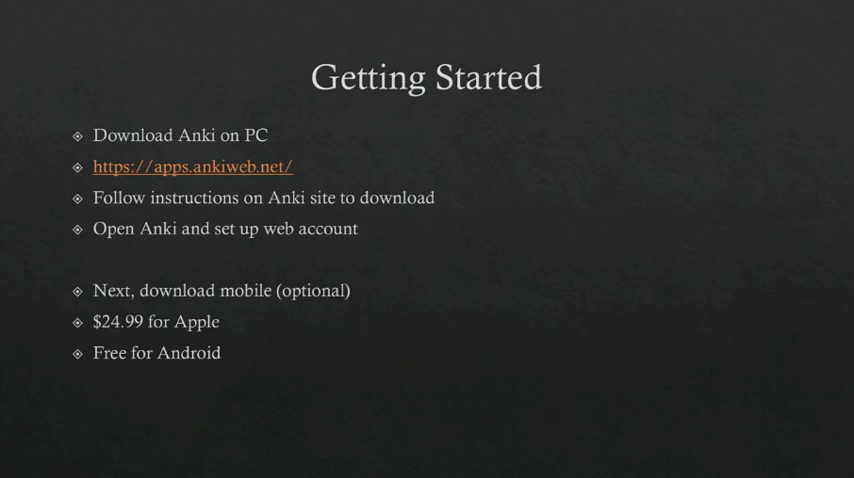 Getting Started
Download Anki on PC
https://apps.ankiweb.net/
Follow instructions on Anki site to download
Open Anki and set up web account
Next, download mobile (optional)
$24.99 for Apple
Free for Android